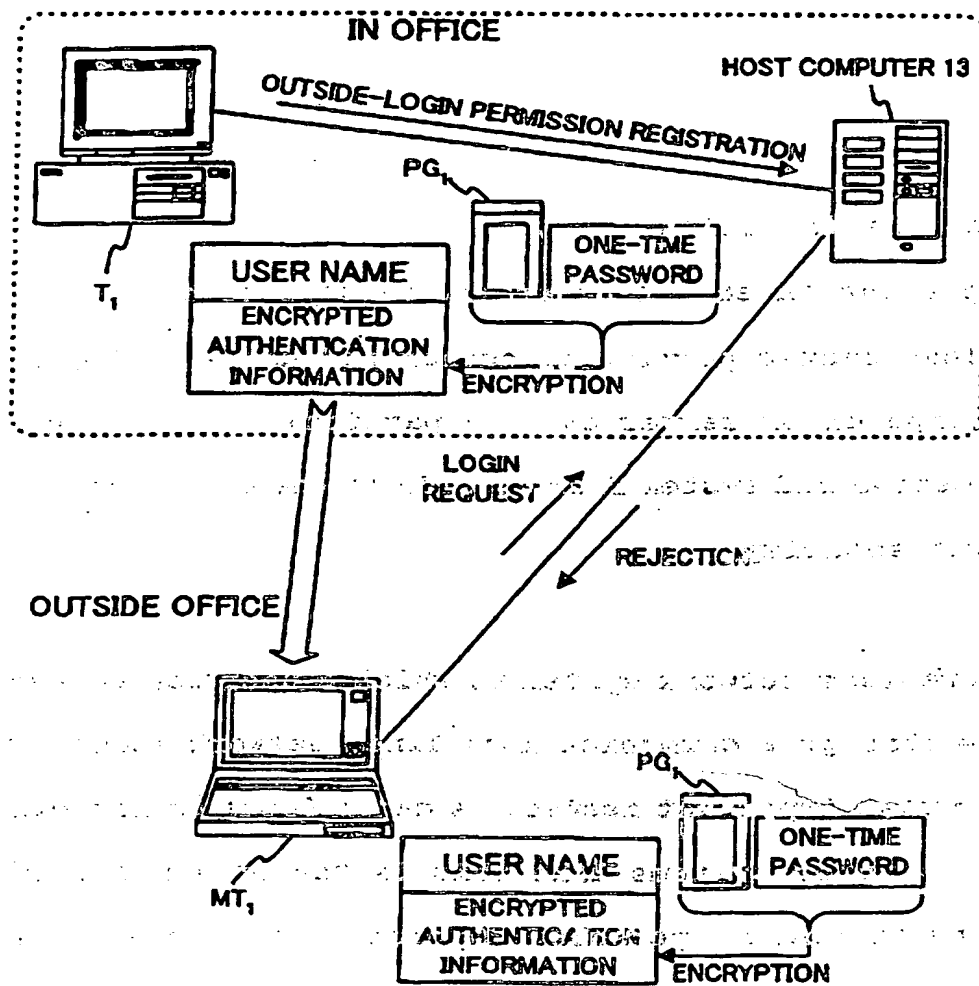 IN OFFICE
HOST COMPUTER 13
OUTSIDE-LOGIN PERMISSION REGISTRATION
PG1
ONE-TIME
PASSWORD
T1
USER NAME
ENCRYPTED
AUTHENTICATION
INFORMATION
ENCRYPTION
LOGIN
REQUEST
REJECTION
OUTSIDE OFFICE
MT1
PG1
ONE-TIME
PASSWORD
USER NAME
ENCRYPTED
AUTHENTICATION
INFORMATION
ENCRYPTION